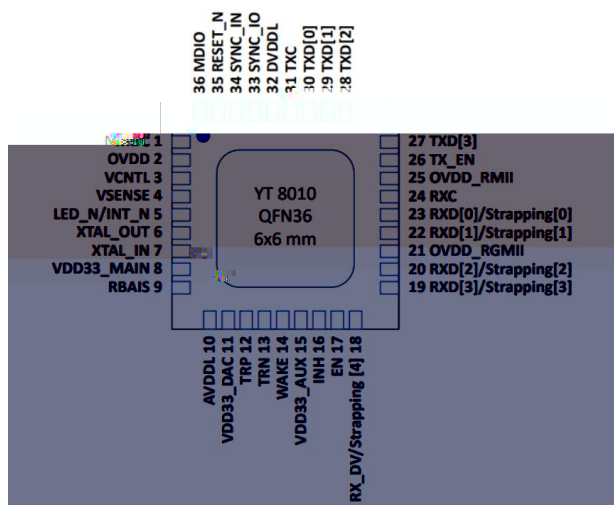 36 MDIO
35 RESET_N
34 SYNC_IN
33 SYNC_IO
32 DVDDL
31 TXC
30 TXD[0]
29 TXD[1]
28 TXD[2]
1
OVDD 2
VCNTL 3
VSENSE 4
LED_N/INT_N 5
XTAL_OUT 6
XTAL_IN 7
VDD33_MAIN 8
RBAIS 9
YT 8010
QFN36
6x6 mm
27 TXD[3]
26 TX_EN
25 OVDD_RMII
24 RXC
23 RXD[0]/Strapping[0]
22 RXD[1]/Strapping[1]
21 OVDD_RGMII
20 RXD[2]/Strapping[2]
19 RXD[3]/Strapping[3]
AVDDL 10
VDD33_DAC 11
TRP 12
TRN 13
WAKE 14
VDD33_AUX 15
INH 16
EN 17
RX_DV/Strapping [4] 18